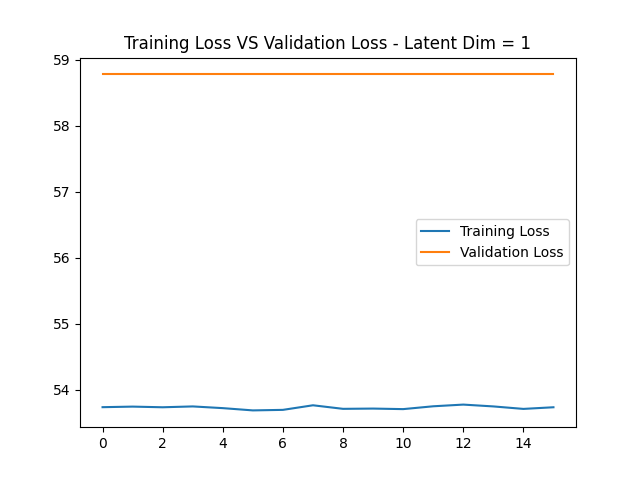 Training Loss VS Validation Loss - Latent Dim = 1
59
58
57
56
55
54
Training Loss
Validation Loss
0 2 4 6 8 10 12 14